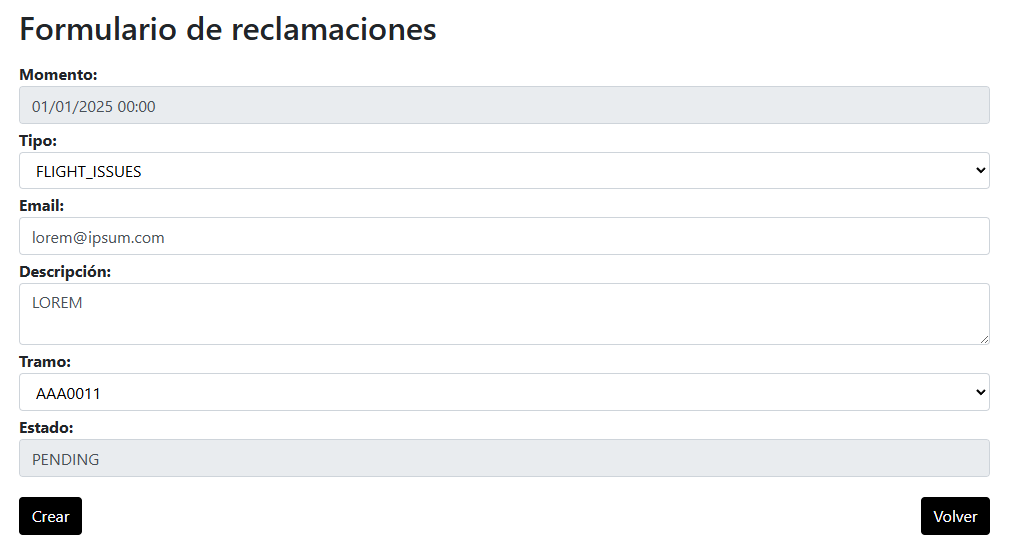 Formulario de reclamaciones
Momento:
01/01/2025 00:00
Tipo:
FLIGHT_ISSUES
Email:
lorem@ipsum.com
Descripción:
LOREM
Tramo:
AAA0011
Estado:
PENDING
Crear
Volver